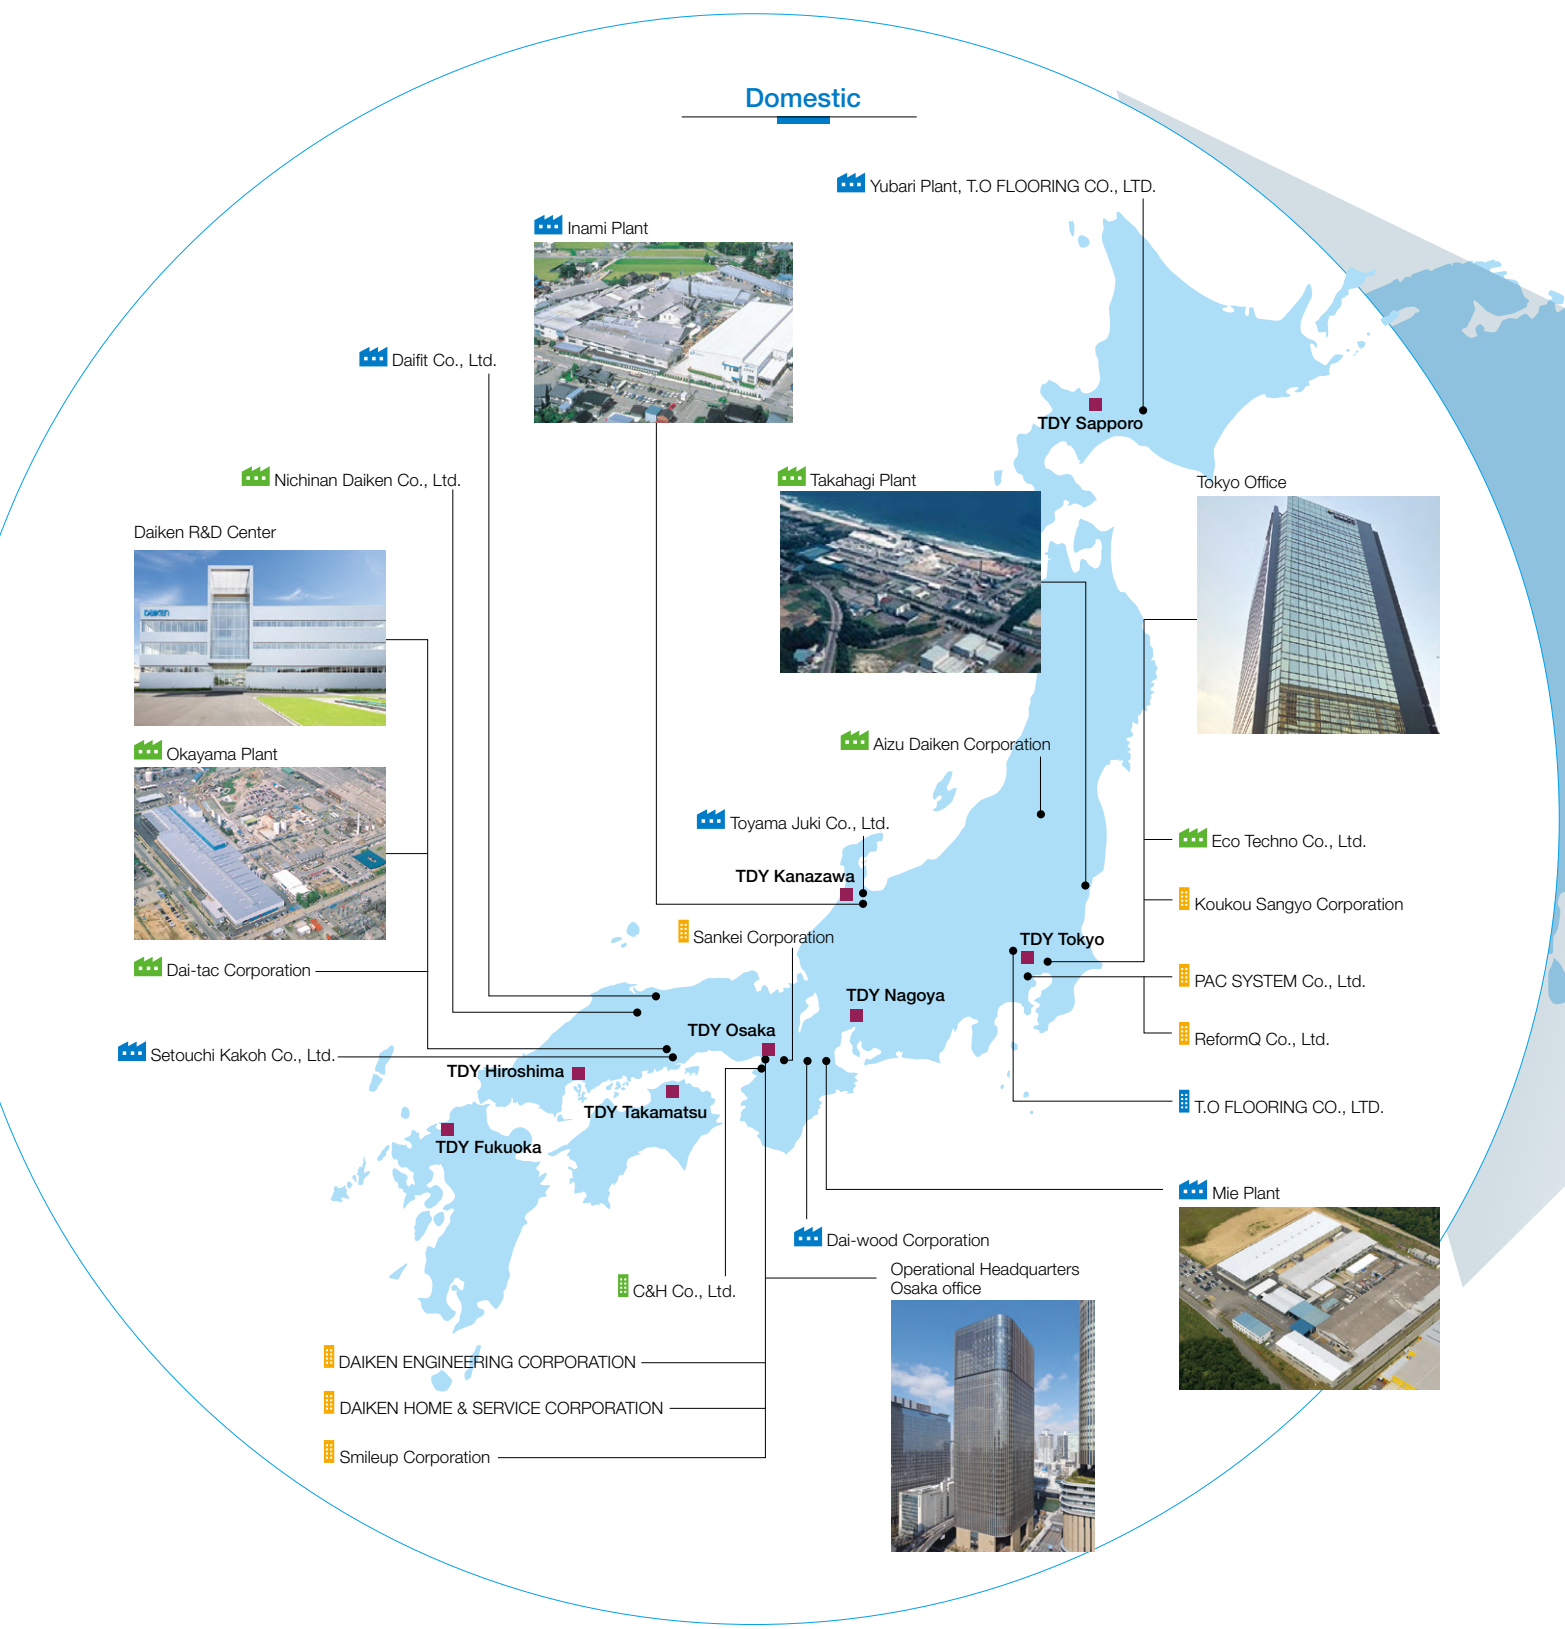 Domestic
Yubari Plant, T.O FLOORING CO., LTD.
Inami Plant
Daifit Co., Ltd.
TDY Sapporo
Nichinan Daiken Co., Ltd.
Takahagi Plant
Tokyo Office
Daiken R&D Center
DAIKEN
Okayama Plant
Aizu Daiken Corporation
Toyama Juki Co., Ltd.
Eco Techno Co., Ltd.
TDY Kanazawa
Koukou Sangyo Corporation
Sankei Corporation
TDY Tokyo
Dai-tac Corporation
PAC SYSTEM Co., Ltd.
TDY Nagoya
TDY Osaka
ReformQ Co., Ltd.
Setouchi Kakoh Co., Ltd.
TDY Hiroshima
TDY Takamatsu
T.O FLOORING CO., LTD.
TDY Fukuoka
Mie Plant
Dai-wood Corporation
Operational Headquarters
Osaka office
C&H Co., Ltd.
DAIKEN ENGINEERING CORPORATION
DAIKEN HOME & SERVICE CORPORATION
Smileup Corporation